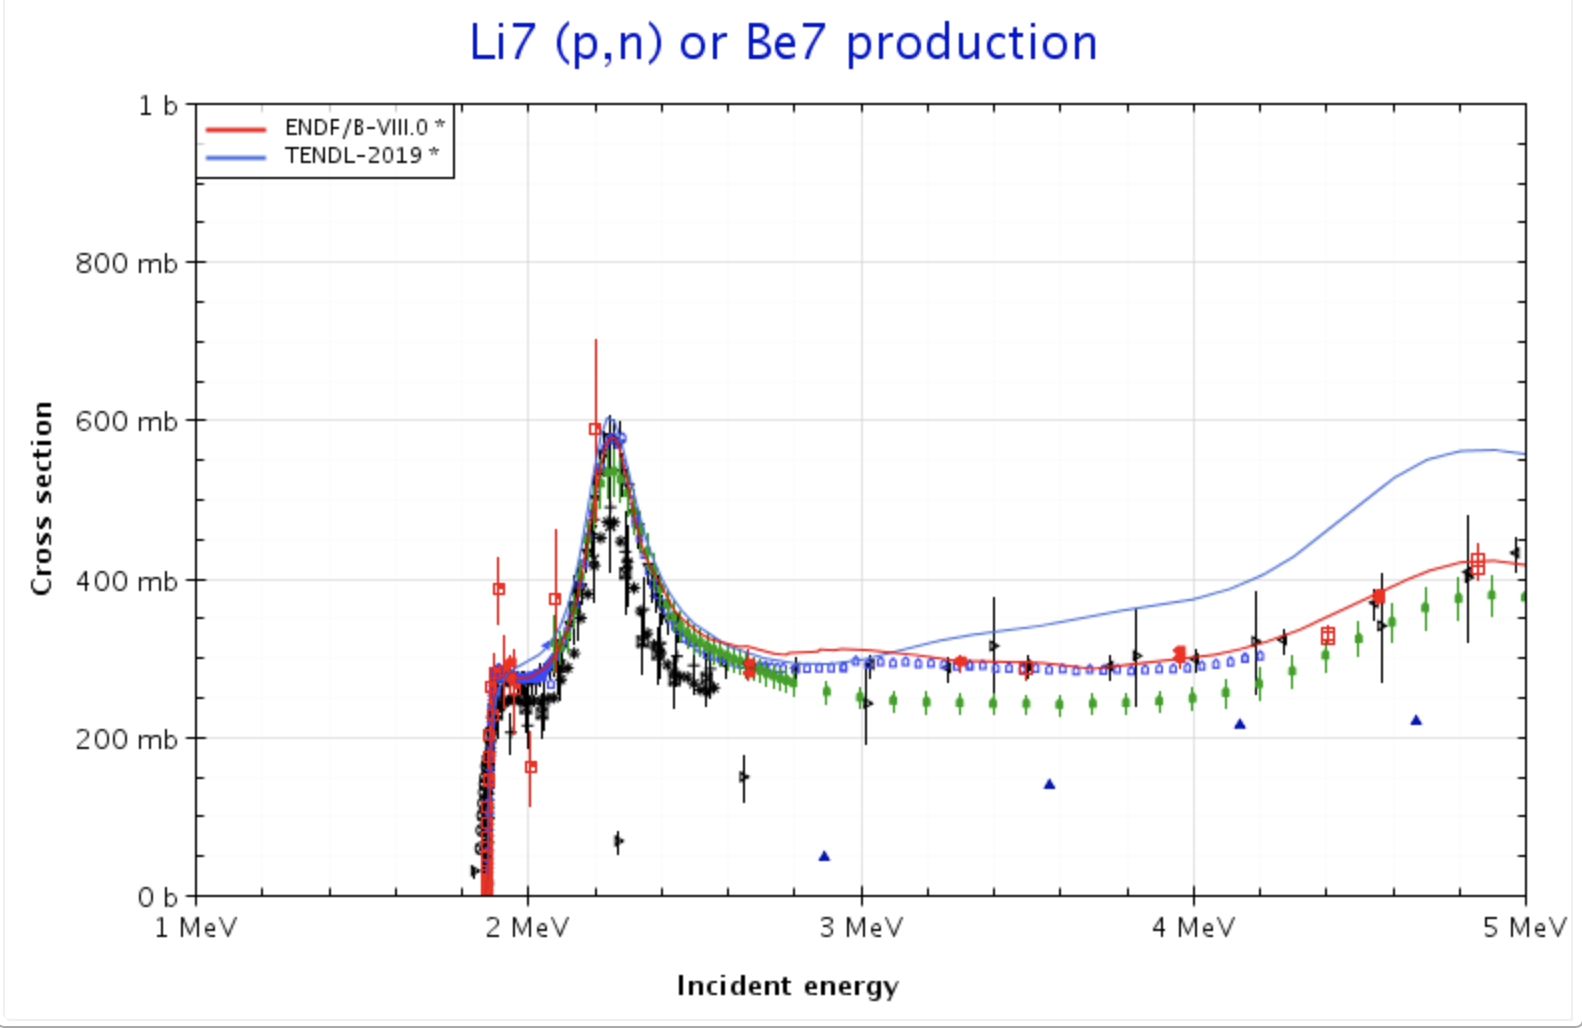 Li7 (p,n) or Be7 production
1 b
ENDF/B-VIII.0 *
TENDL-2019 *
800 mb
600 mb
400 mb
200 mb
0 b
Cross section
1 MeV 2 MeV 3 MeV 4 MeV 5 MeV
Incident energy